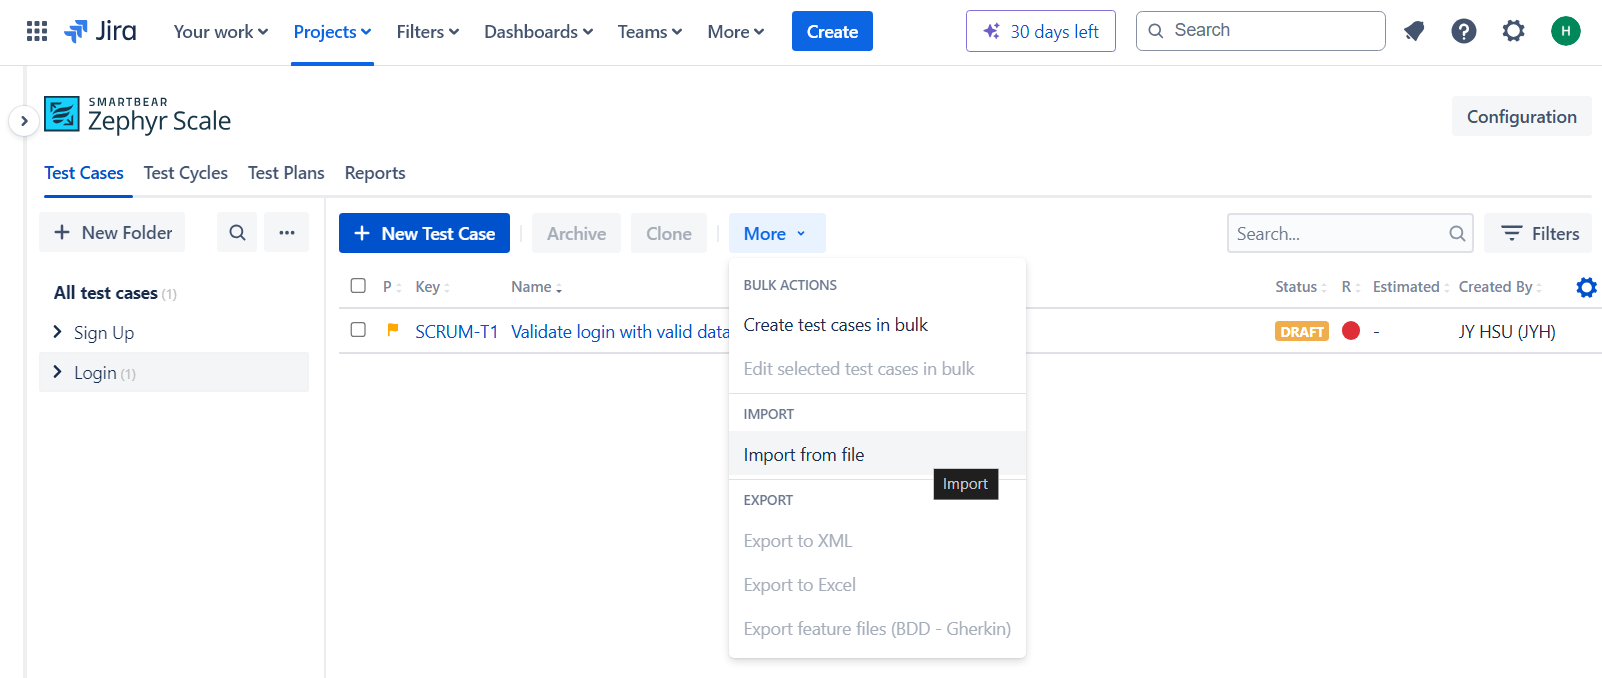 Jira Your work Projects Filters Dashboards Teams More Create 30 days left Search H
SMARTBEAR
Zephyr Scale
Configuration
Test Cases Test Cycles Test Plans Reports
New Folder
New Test Case Archive Clone More Search... Filters
All test cases (1)
Sign Up
Login (1)
P Key Name Status R Estimated Created By
SCRUM-T1 Validate login with valid data DRAFT - JY HSU (JYH)
BULK ACTIONS
Create test cases in bulk
Edit selected test cases in bulk
IMPORT
Import from file
Import
EXPORT
Export to XML
Export to Excel
Export feature files (BDD - Gherkin)